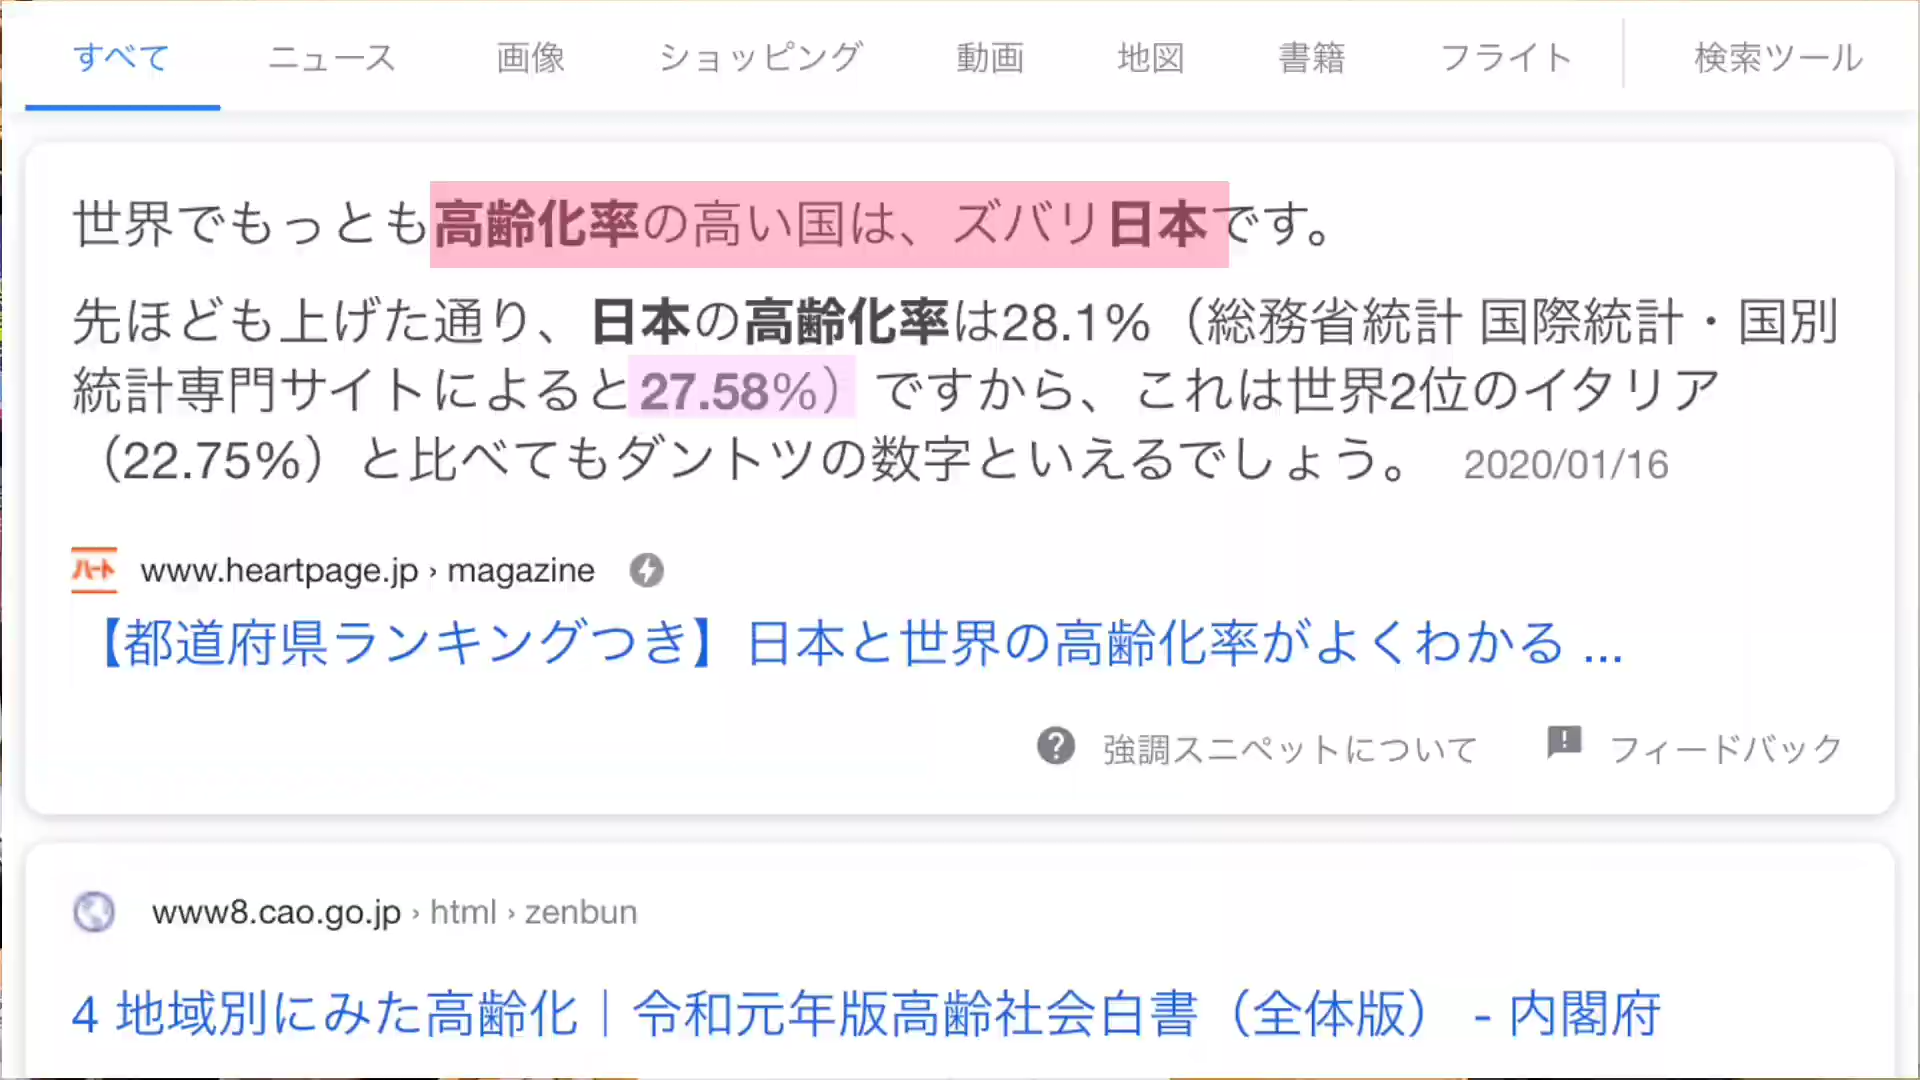 すべて ニュース 画像 ショッピング 動画 地図 書籍 フライト 検索ツール
世界でもっとも高齢化率の高い国は、ズバリ日本です。
先ほども上げた通り、日本の高齢化率は28.1%（総務省統計 国際統計・国別
統計専門サイトによると27.58%）ですから、これは世界2位のイタリア
（22.75%）と比べてもダントツの数字といえるでしょう。 2020/01/16
ハート www.heartpage.jp › magazine
【都道府県ランキングつき】日本と世界の高齢化率がよくわかる ...
強調スニペットについて フィードバック
www8.cao.go.jp › html › zenbun
4 地域別にみた高齢化｜令和元年版高齢社会白書（全体版） - 内閣府